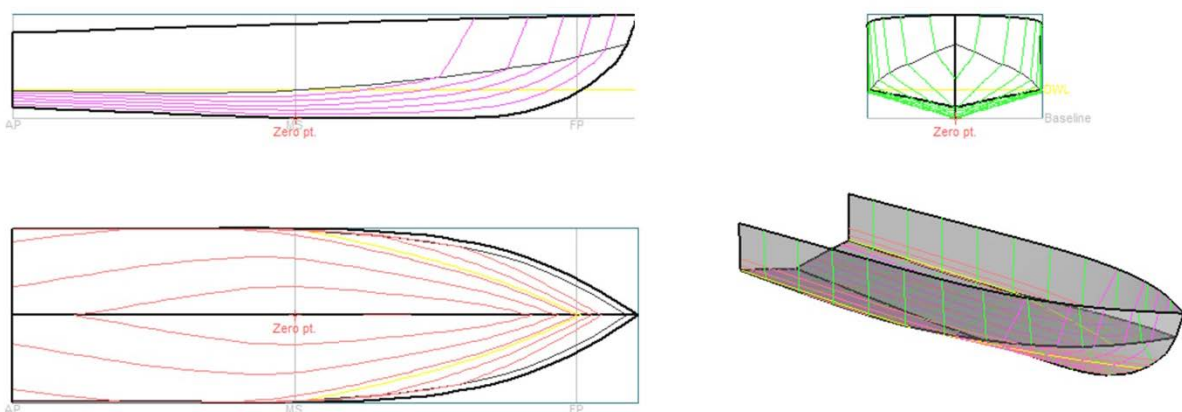 AP
MS
FP
Zero pt.
DWL
Baseline
Zero pt.
Zero pt.
AP
MS
FP